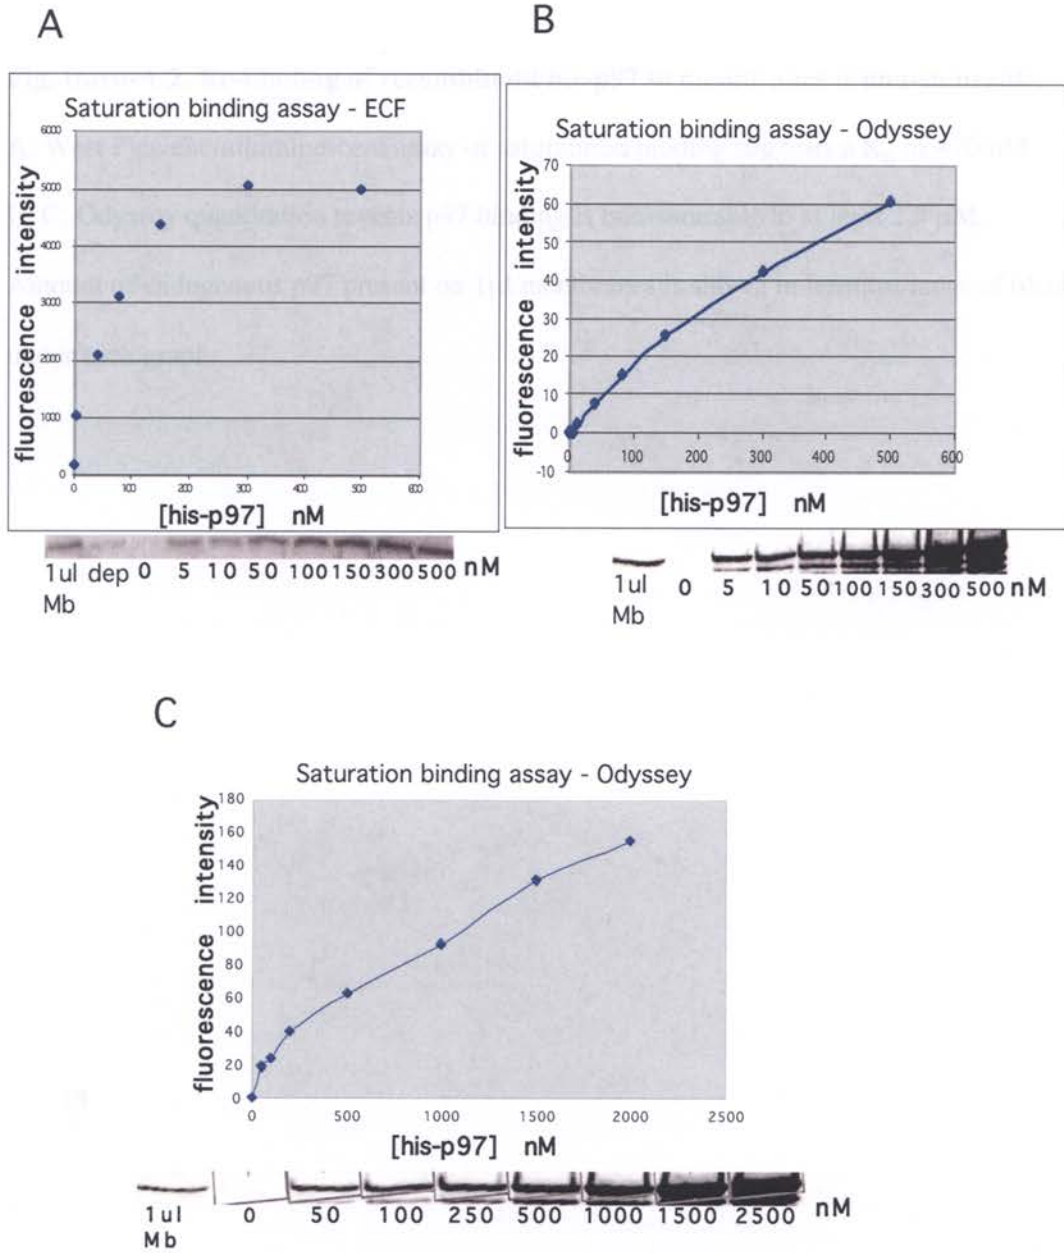 A
Saturation binding assay - ECF
6000
5000
4000
3000
2000
1000
0
fluorescence intensity
0 100 200 300 400 500 600
[his-p97] nM
1ul dep 0 5 10 50 100 150 300 500 nM
Mb
B
Saturation binding assay - Odyssey
70
60
50
40
30
20
10
0
-10
fluorescence intensity
0 100 200 300 400 500 600
[his-p97] nM
1ul 0 5 10 50 100 150 300 500 nM
Mb
C
Saturation binding assay - Odyssey
180
160
140
120
100
80
60
40
20
0
fluorescence intensity
0 500 1000 1500 2000 2500
[his-p97] nM
1ul 0 50 100 250 500 1000 1500 2500 nM
Mb